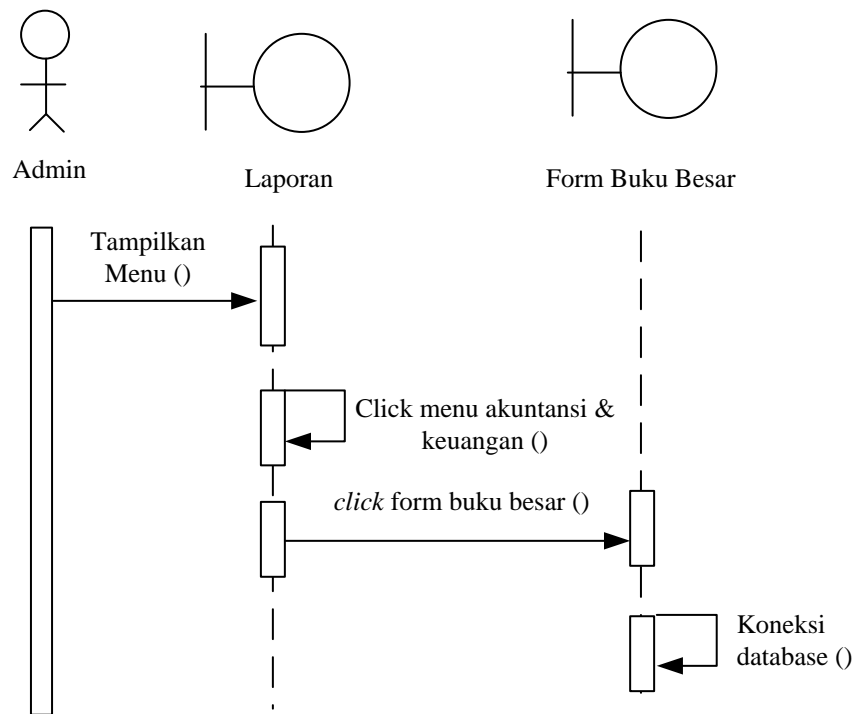 Admin
Laporan
Form Buku Besar
Tampilkan
Menu ()
Click menu akuntansi &
keuangan ()
click form buku besar ()
Koneksi
database ()